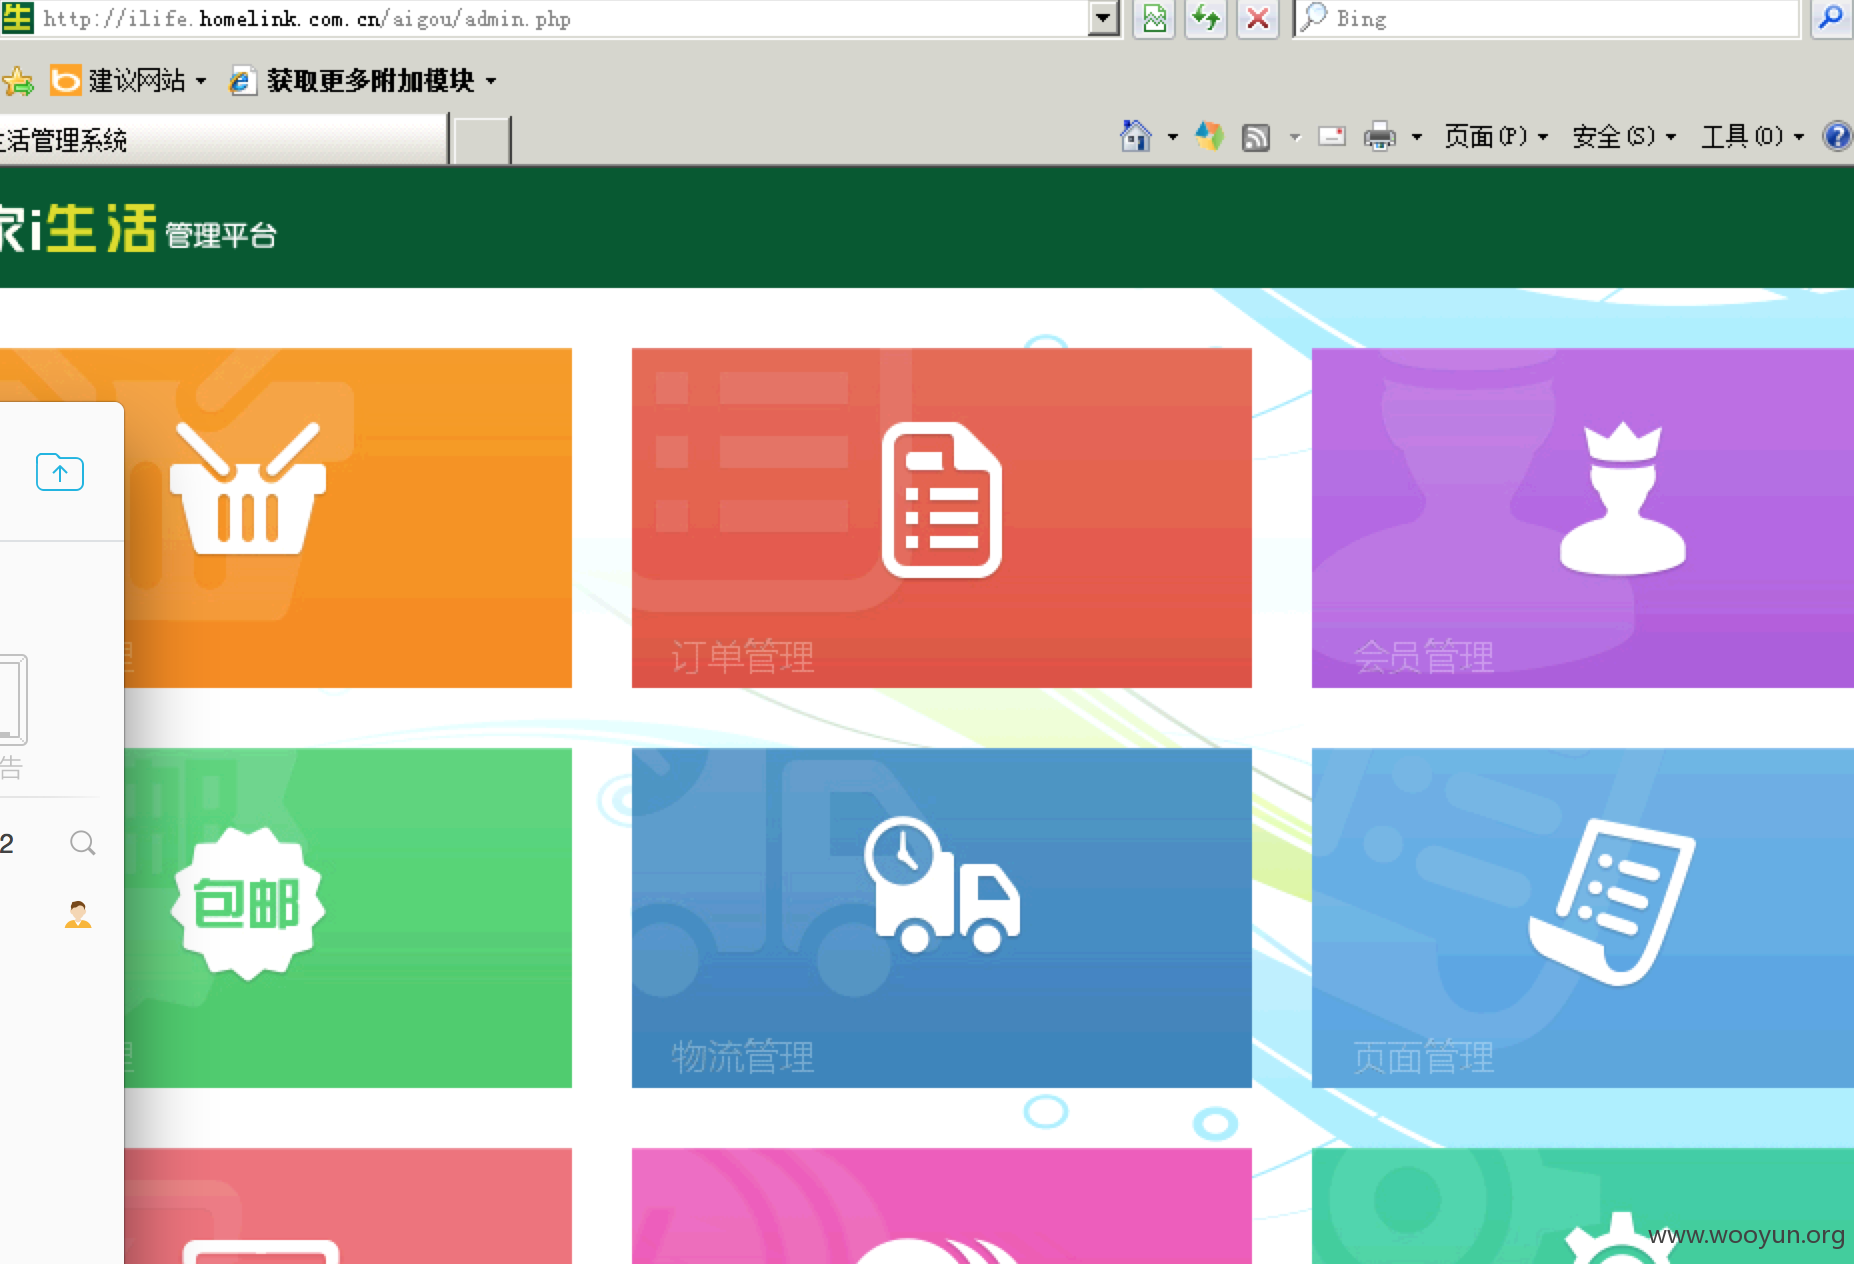 生 http://ilife.homelink.com.cn/aigou/admin.php
Bing
建议网站
获取更多附加模块
活管理系统
页面(P) 安全(S) 工具(O)
家i生活 管理平台
理
订单管理
会员管理
告
2
包邮
理
物流管理
页面管理
www.wooyun.org